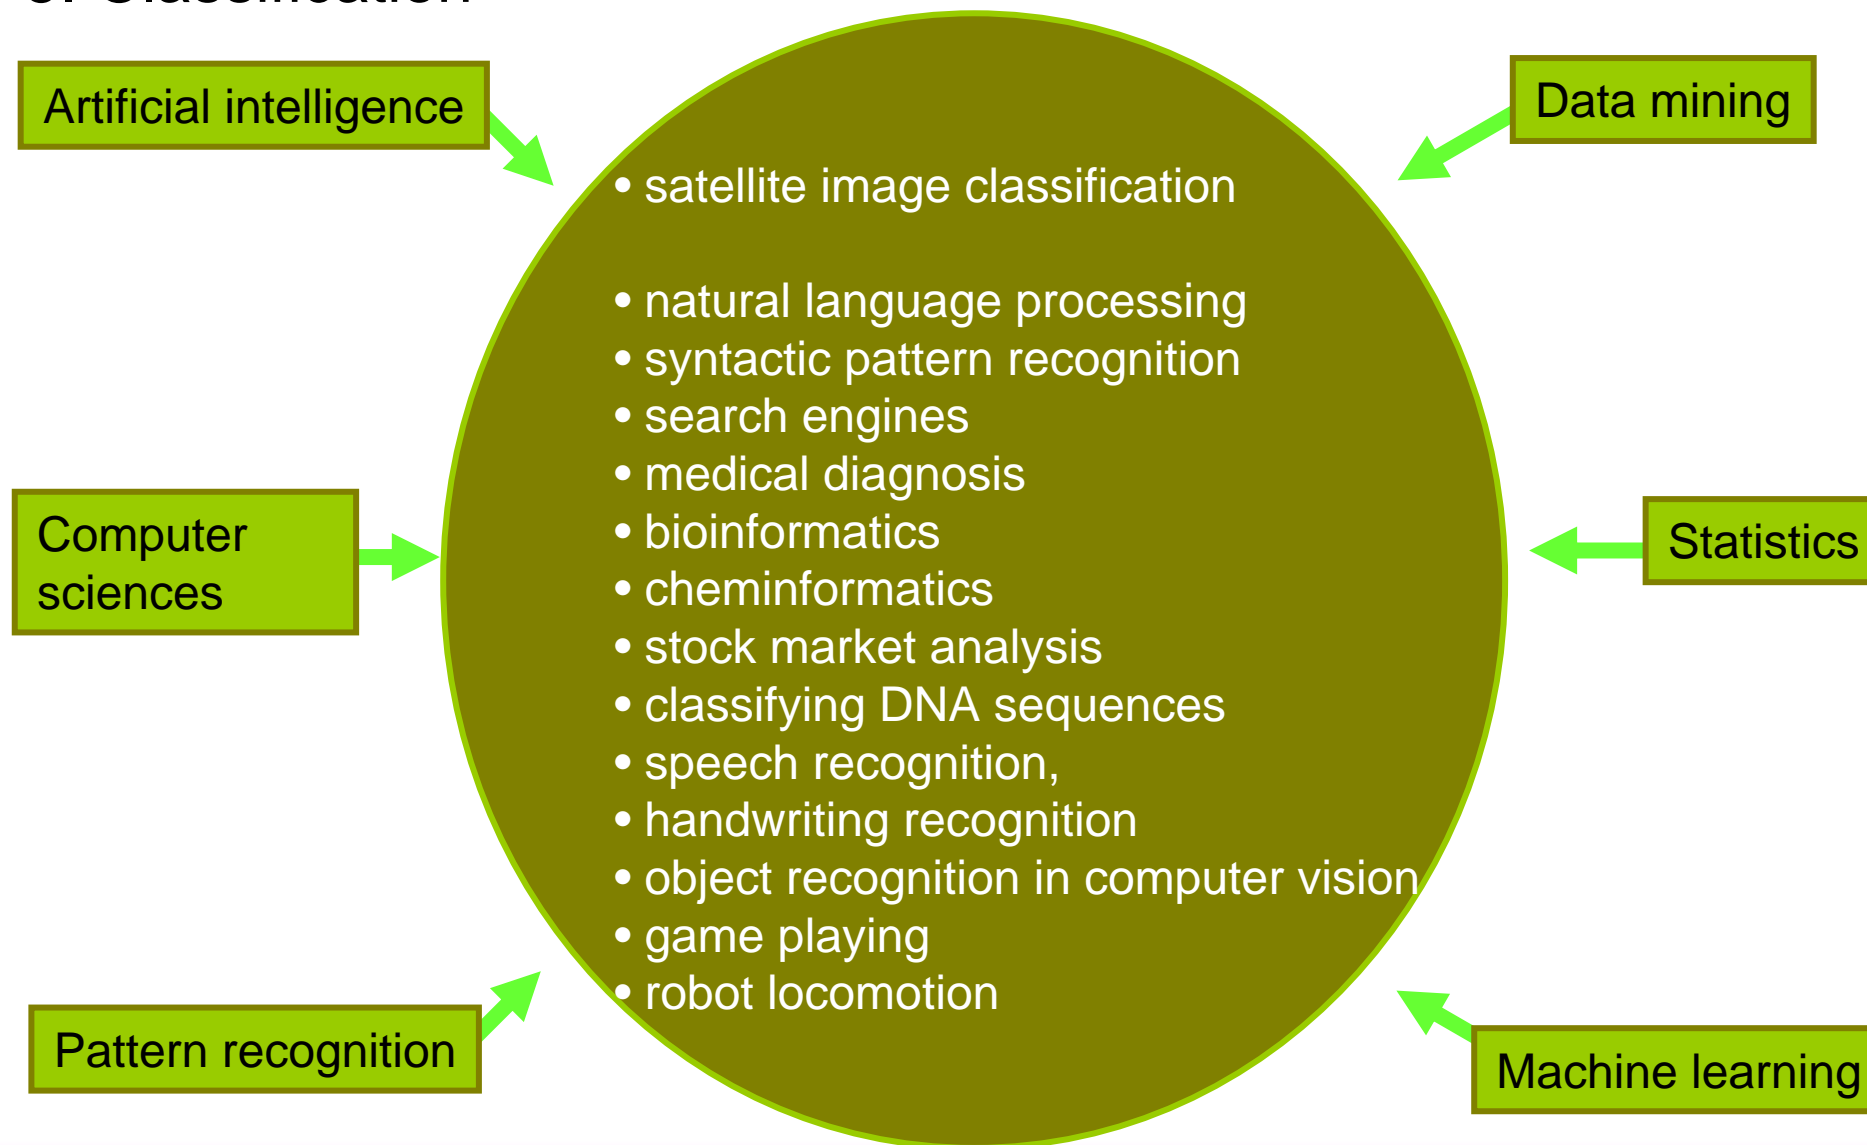 Classification
Artificial intelligence
Data mining
• satellite image classification
• natural language processing
• syntactic pattern recognition
• search engines
• medical diagnosis
• bioinformatics
• cheminformatics
• stock market analysis
• classifying DNA sequences
• speech recognition,
• handwriting recognition
• object recognition in computer vision
• game playing
• robot locomotion
Computer
sciences
Statistics
Pattern recognition
Machine learning